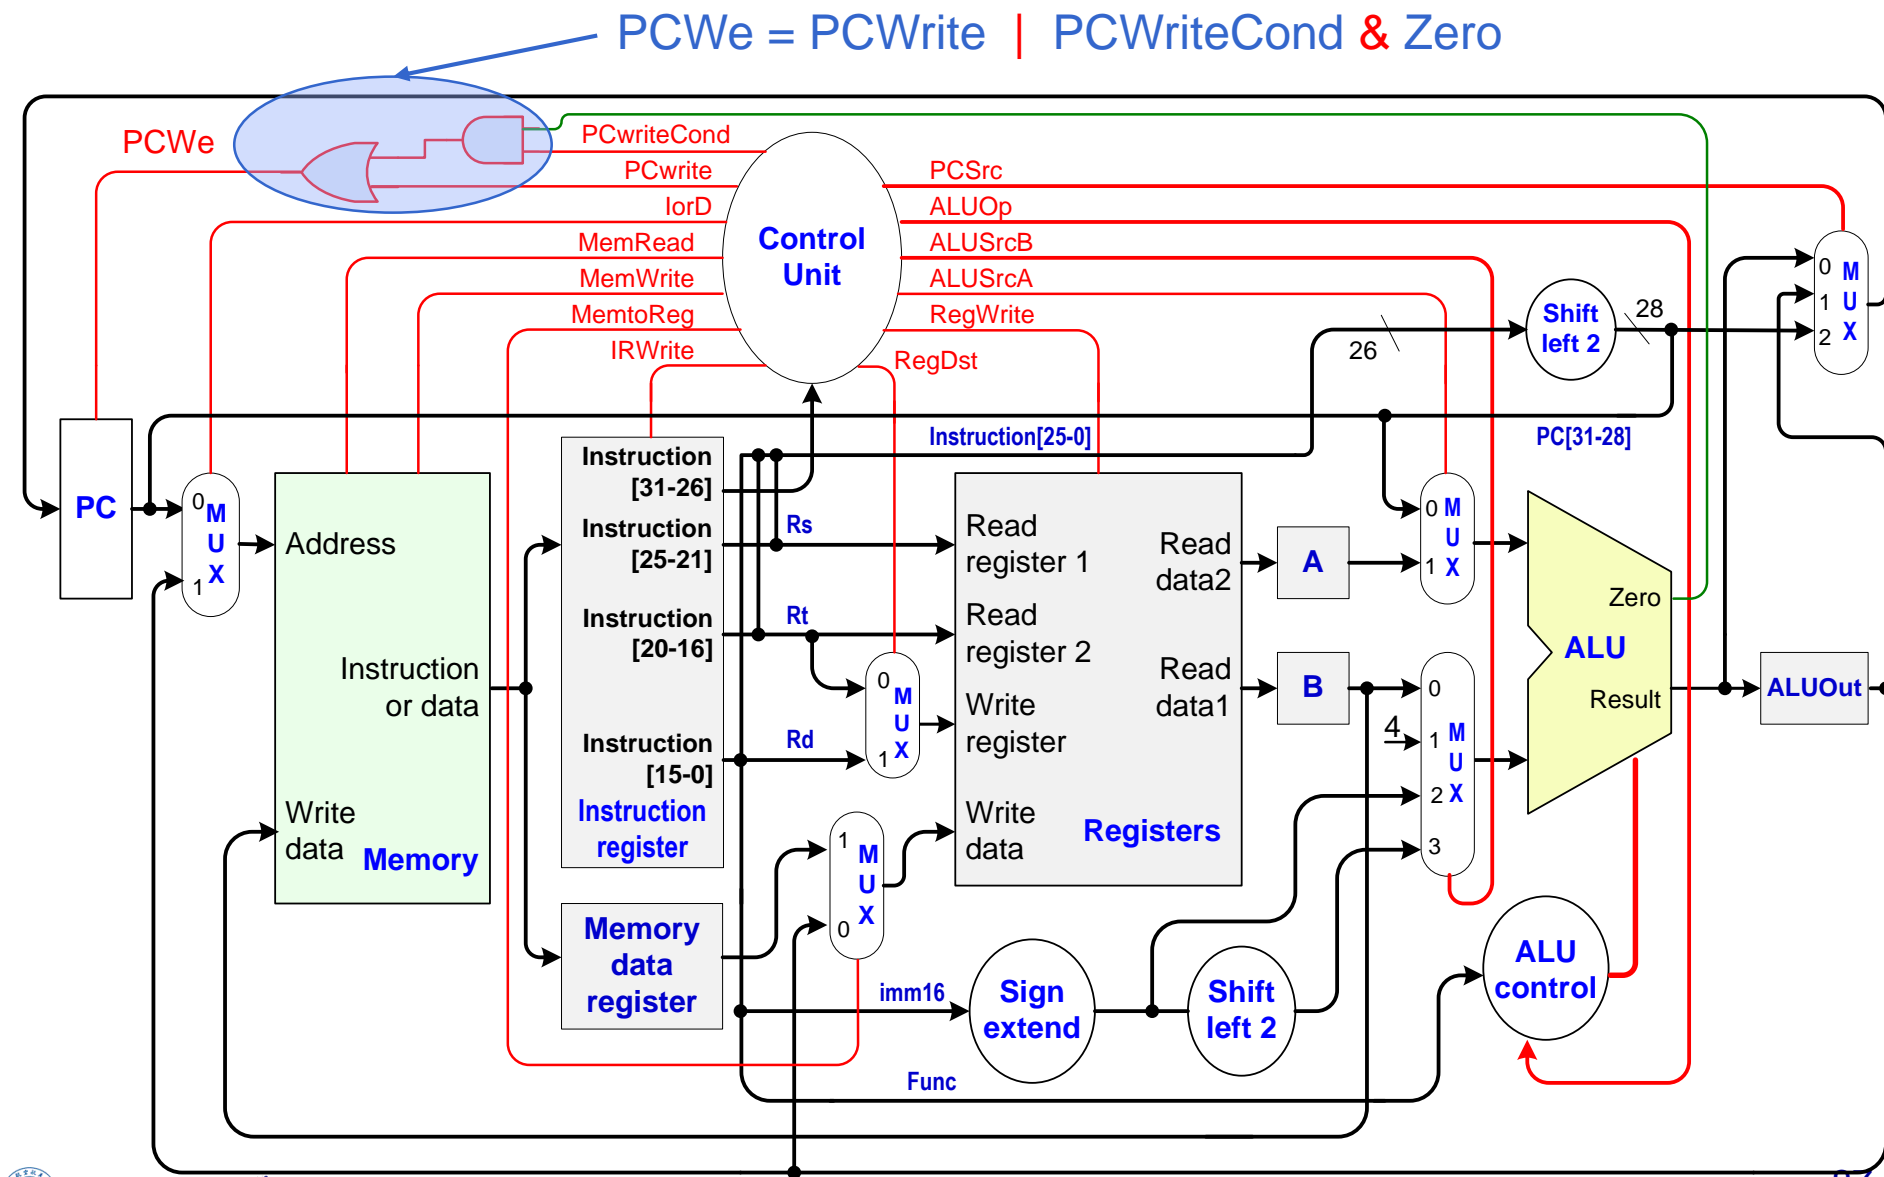 PCWe = PCWrite | PCWriteCond & Zero
PCWe
PCwriteCond
PCwrite
IorD
MemRead
MemWrite
MemtoReg
IRWrite
Control
Unit
PCSrc
ALUOp
ALUSrcB
ALUSrcA
RegWrite
RegDst
26
Shift
left 2
28
0
1
2
M
U
X
Instruction[25-0]
PC[31-28]
PC
0
1
M
U
X
Address
Instruction
or data
Write
data
Memory
Instruction
[31-26]
Instruction
[25-21]
Instruction
[20-16]
Instruction
[15-0]
Instruction
register
Memory
data
register
Rs
Rt
Rd
0
1
M
U
X
1
0
M
U
X
Read
register 1
Read
register 2
Write
register
Write
data
Read
data2
Read
data1
Registers
A
B
0
1
M
U
X
0
4
1
2
3
M
U
X
Zero
ALU
Result
ALUOut
imm16
Sign
extend
Shift
left 2
ALU
control
Func